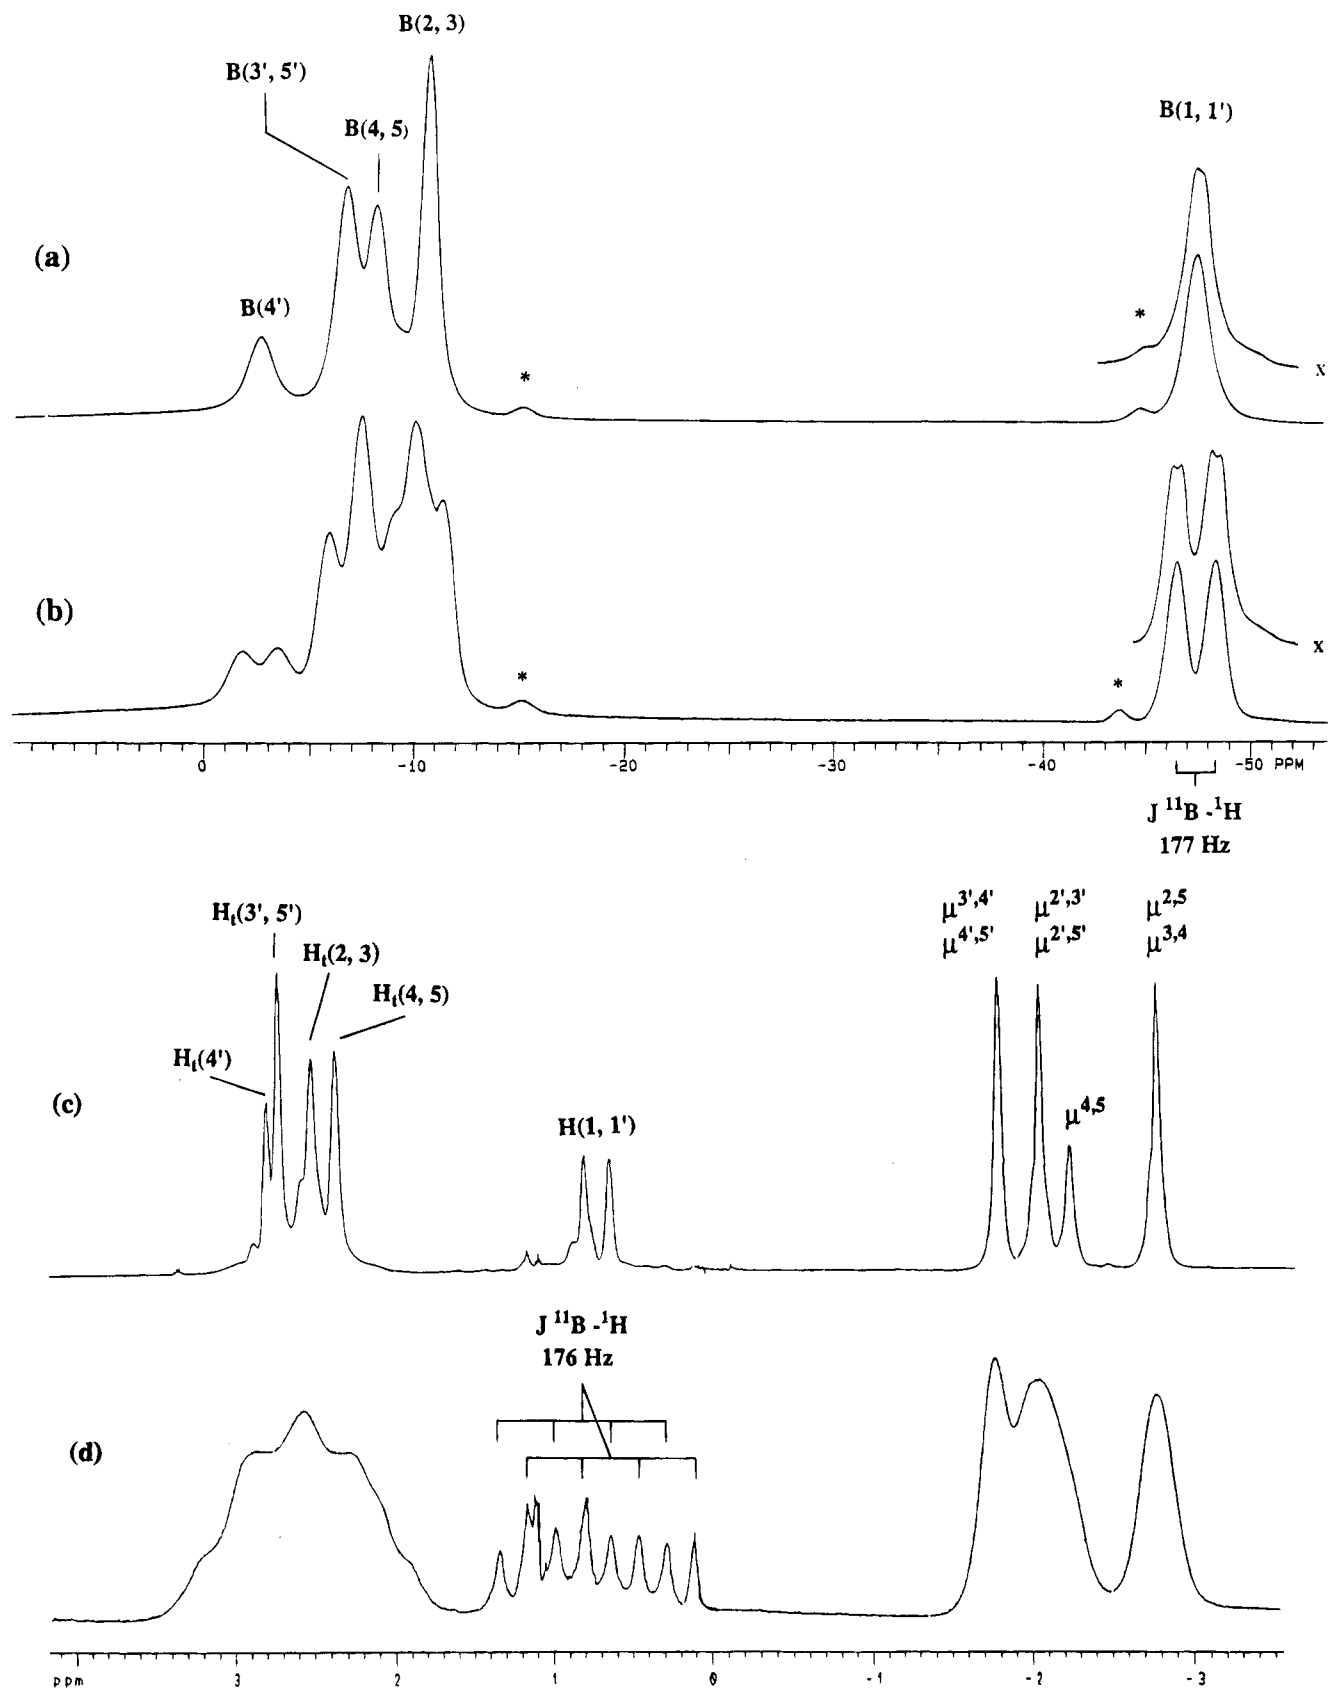 B(2, 3)
B(3', 5')
B(4, 5)
B(1, 1')
(a)
B(4')
*
*
x
(b)
*
*
x
0 -10 -20 -30 -40 -50 PPM
J ¹¹B -¹H
177 Hz
Hₜ(3', 5')
μ³',⁴' μ²',³' μ²,⁵
μ⁴',⁵' μ²',⁵' μ³,⁴
Hₜ(2, 3)
Hₜ(4, 5)
Hₜ(4')
(c)
H(1, 1')
μ⁴,⁵
J ¹¹B -¹H
176 Hz
(d)
ppm 3 2 1 0 -1 -2 -3